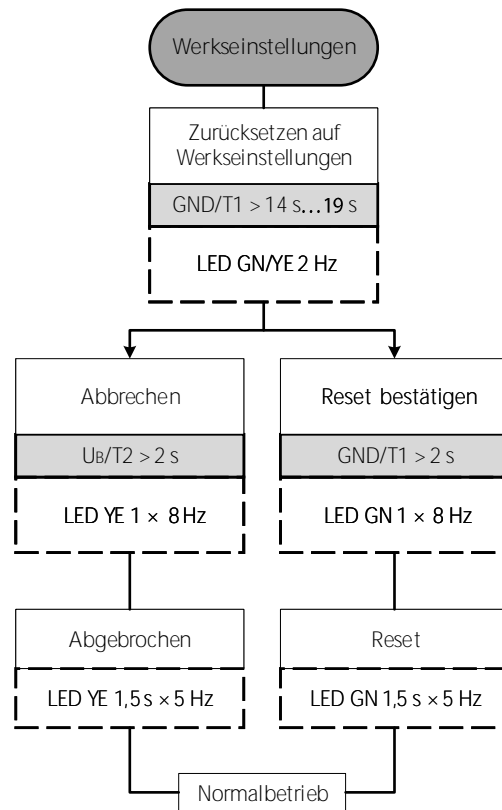 Werkseinstellungen
Zurücksetzen auf
Werkseinstellungen
GND/T1 > 14 s...19 s
LED GN/YE 2 Hz
Abbrechen
UB/T2 > 2 s
LED YE 1 × 8 Hz
Abgebrochen
LED YE 1,5 s × 5 Hz
Reset bestätigen
GND/T1 > 2 s
LED GN 1 × 8 Hz
Reset
LED GN 1,5 s × 5 Hz
Normalbetrieb